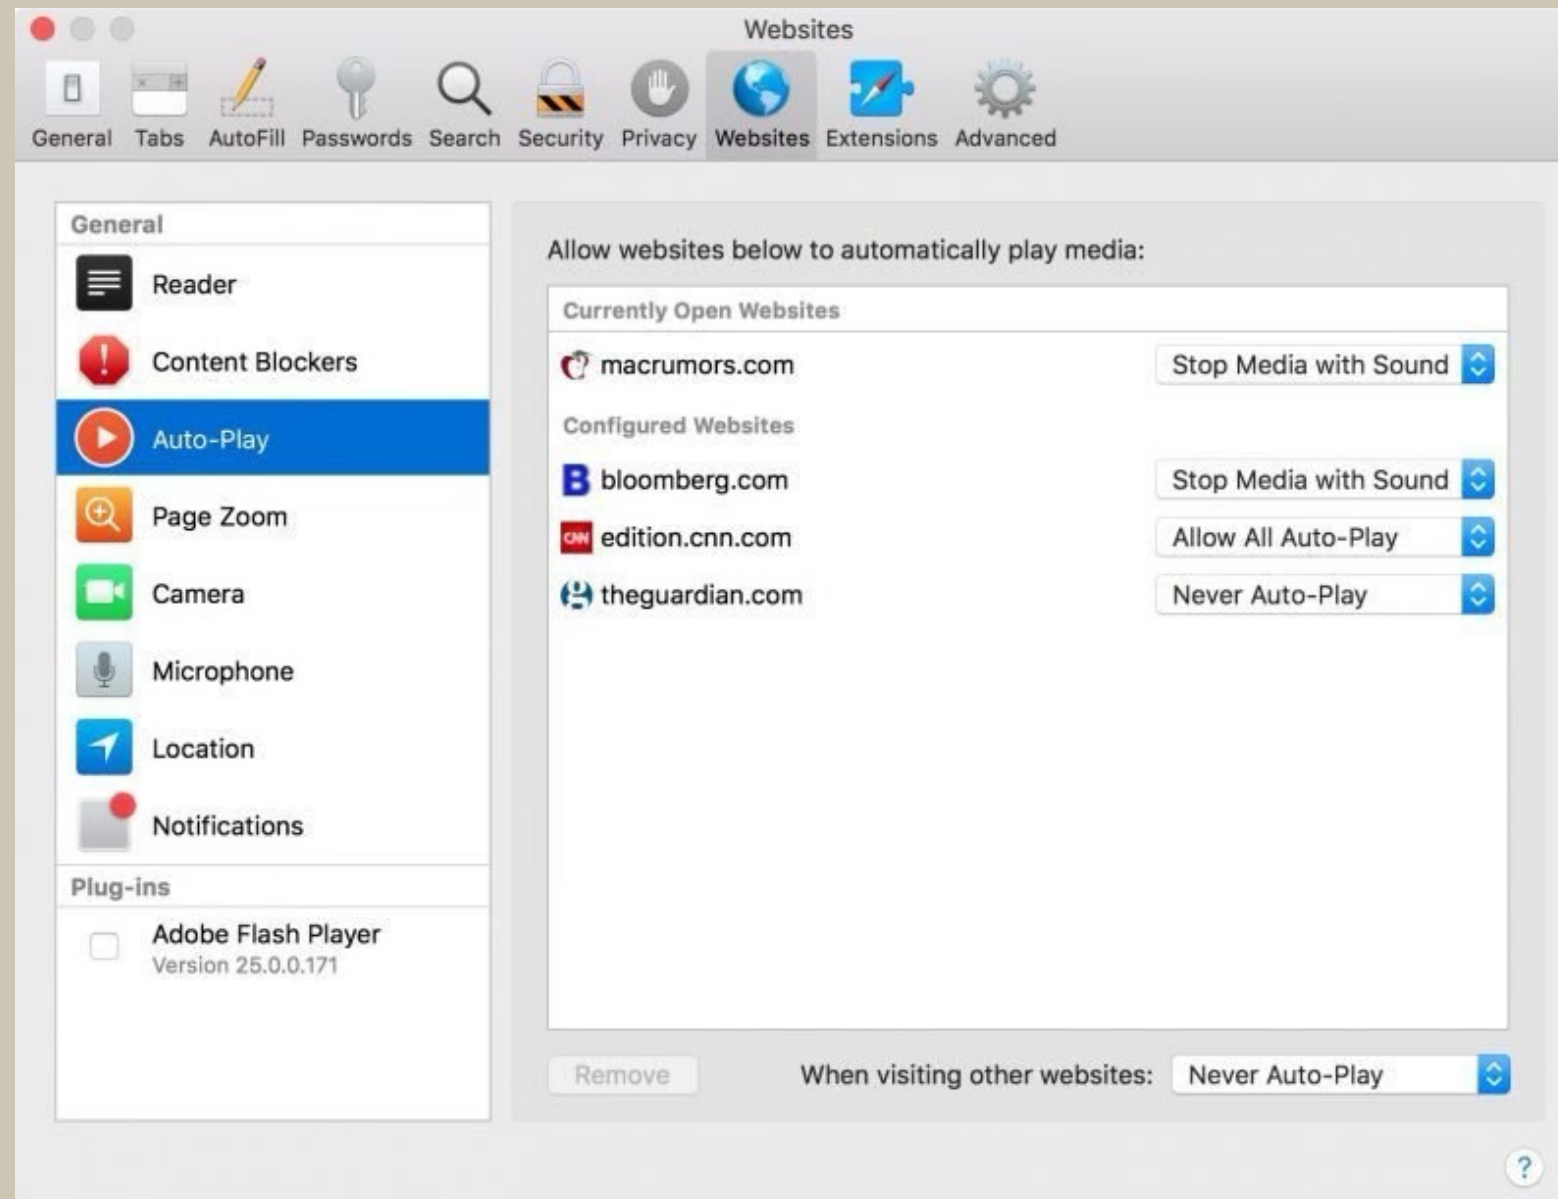 Websites
General Tabs AutoFill Passwords Search Security Privacy Websites Extensions Advanced
General
Reader
Content Blockers
Auto-Play
Page Zoom
Camera
Microphone
Location
Notifications
Plug-ins
Adobe Flash Player
Version 25.0.0.171
Allow websites below to automatically play media:
Currently Open Websites
macrumors.com Stop Media with Sound
Configured Websites
B bloomberg.com Stop Media with Sound
CNN edition.cnn.com Allow All Auto-Play
g theguardian.com Never Auto-Play
Remove When visiting other websites: Never Auto-Play
?